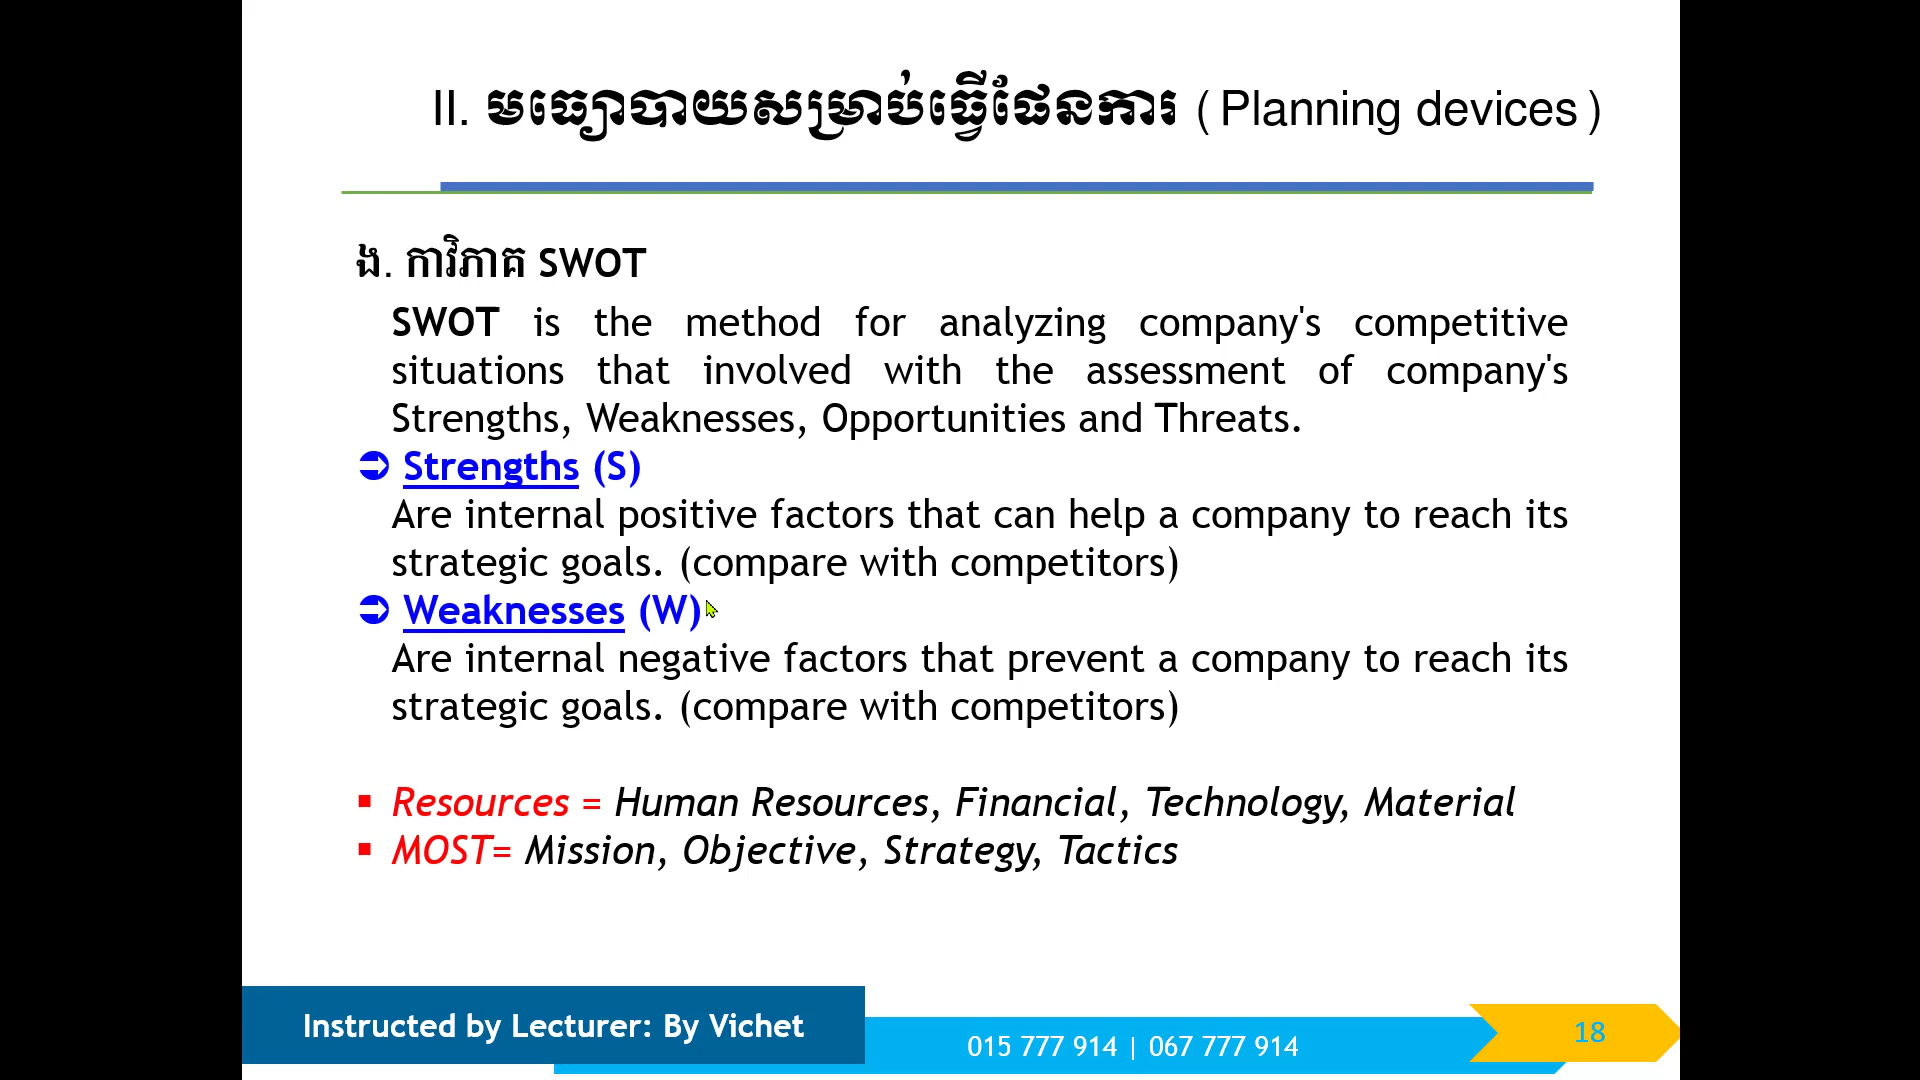 II. មធ្យោបាយសម្រាប់ធ្វើផែនការ (Planning devices)
ង. ការវិភាគ SWOT
SWOT is the method for analyzing company's competitive
situations that involved with the assessment of company's
Strengths, Weaknesses, Opportunities and Threats.
➲ Strengths (S)
Are internal positive factors that can help a company to reach its
strategic goals. (compare with competitors)
➲ Weaknesses (W)
Are internal negative factors that prevent a company to reach its
strategic goals. (compare with competitors)
▪ Resources = Human Resources, Financial, Technology, Material
▪ MOST= Mission, Objective, Strategy, Tactics
Instructed by Lecturer: By Vichet
015 777 914 | 067 777 914
18